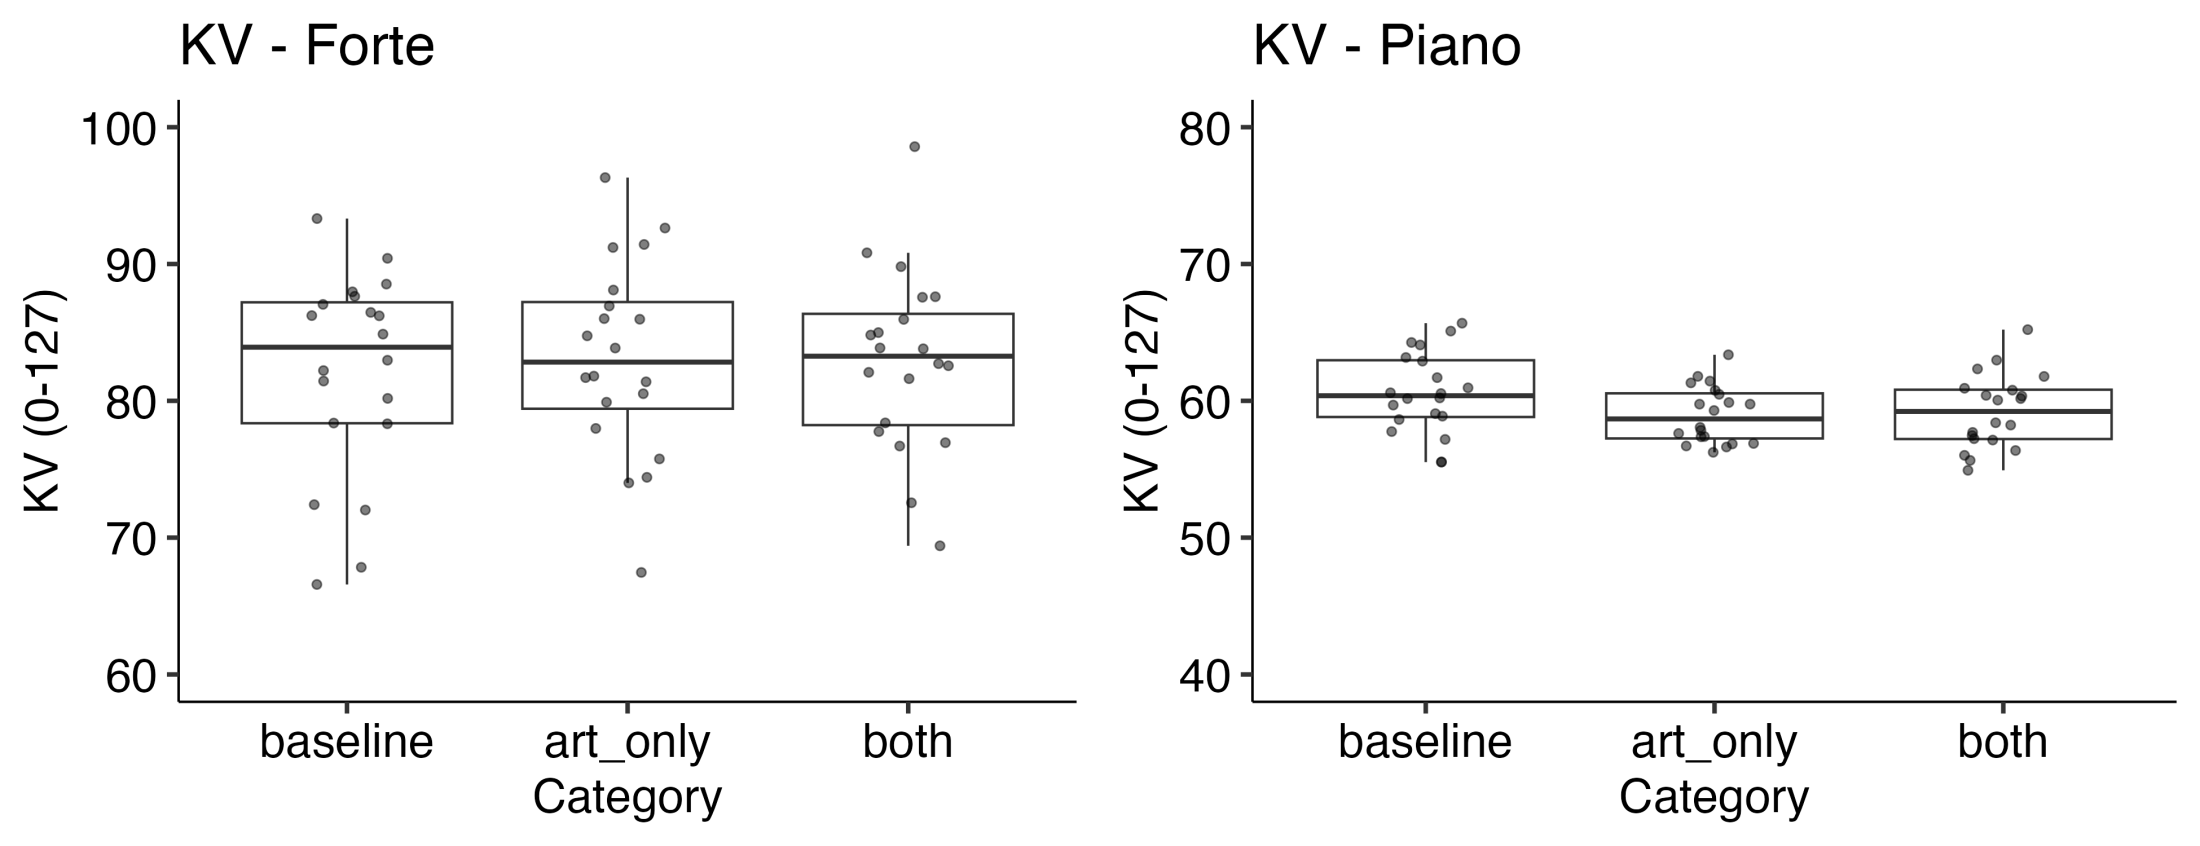 KV - Forte
KV (0-127)
100
90
80
70
60
baseline
art_only
both
Category
KV - Piano
KV (0-127)
80
70
60
50
40
baseline
art_only
both
Category